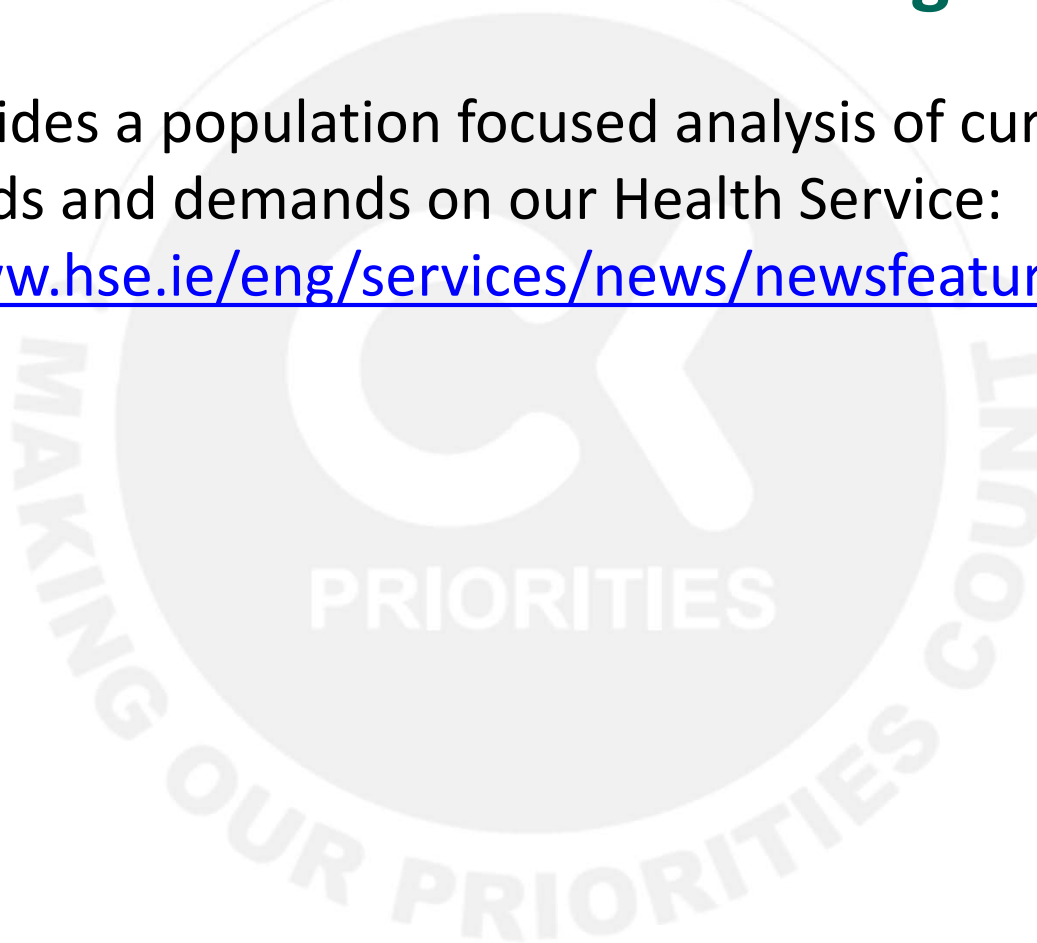 g
ides a population focused analysis of cur
ds and demands on our Health Service:
w.hse.ie/eng/services/news/newsfeatur
PRIORITIES
MAKING OUR PRIORITIES COUNT